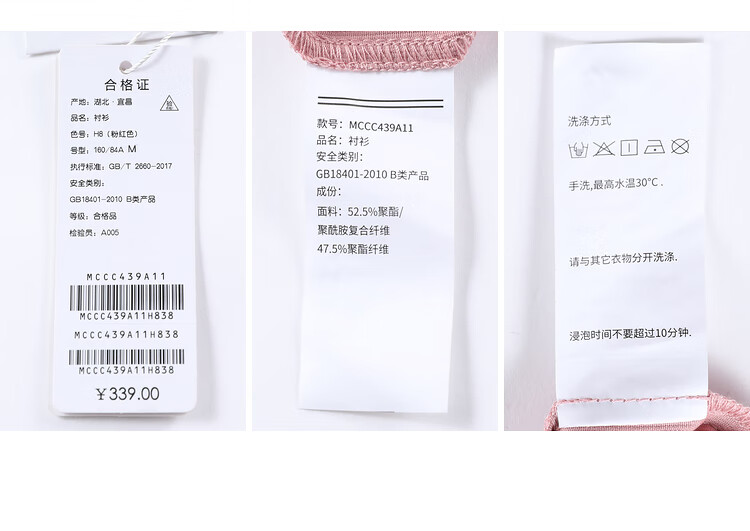 合格证
产地: 湖北·宜昌
品名: 衬衫
色号: H8 (粉红色)
号型: 160/84A M
执行标准: GB/T 2660-2017
安全类别:
GB18401-2010 B类产品
等级: 合格品
检验员: A005
MCCC439A11
MCCC439A11H838
MCCC439A11H838
MCCC439A11H838
¥339.00
款号: MCCC439A11
品名: 衬衫
安全类别:
GB18401-2010 B类产品
成份:
面料: 52.5%聚酯/
聚酰胺复合纤维
47.5%聚酯纤维
洗涤方式
手洗,最高水温30°C .
请与其它衣物分开洗涤.
浸泡时间不要超过10分钟.